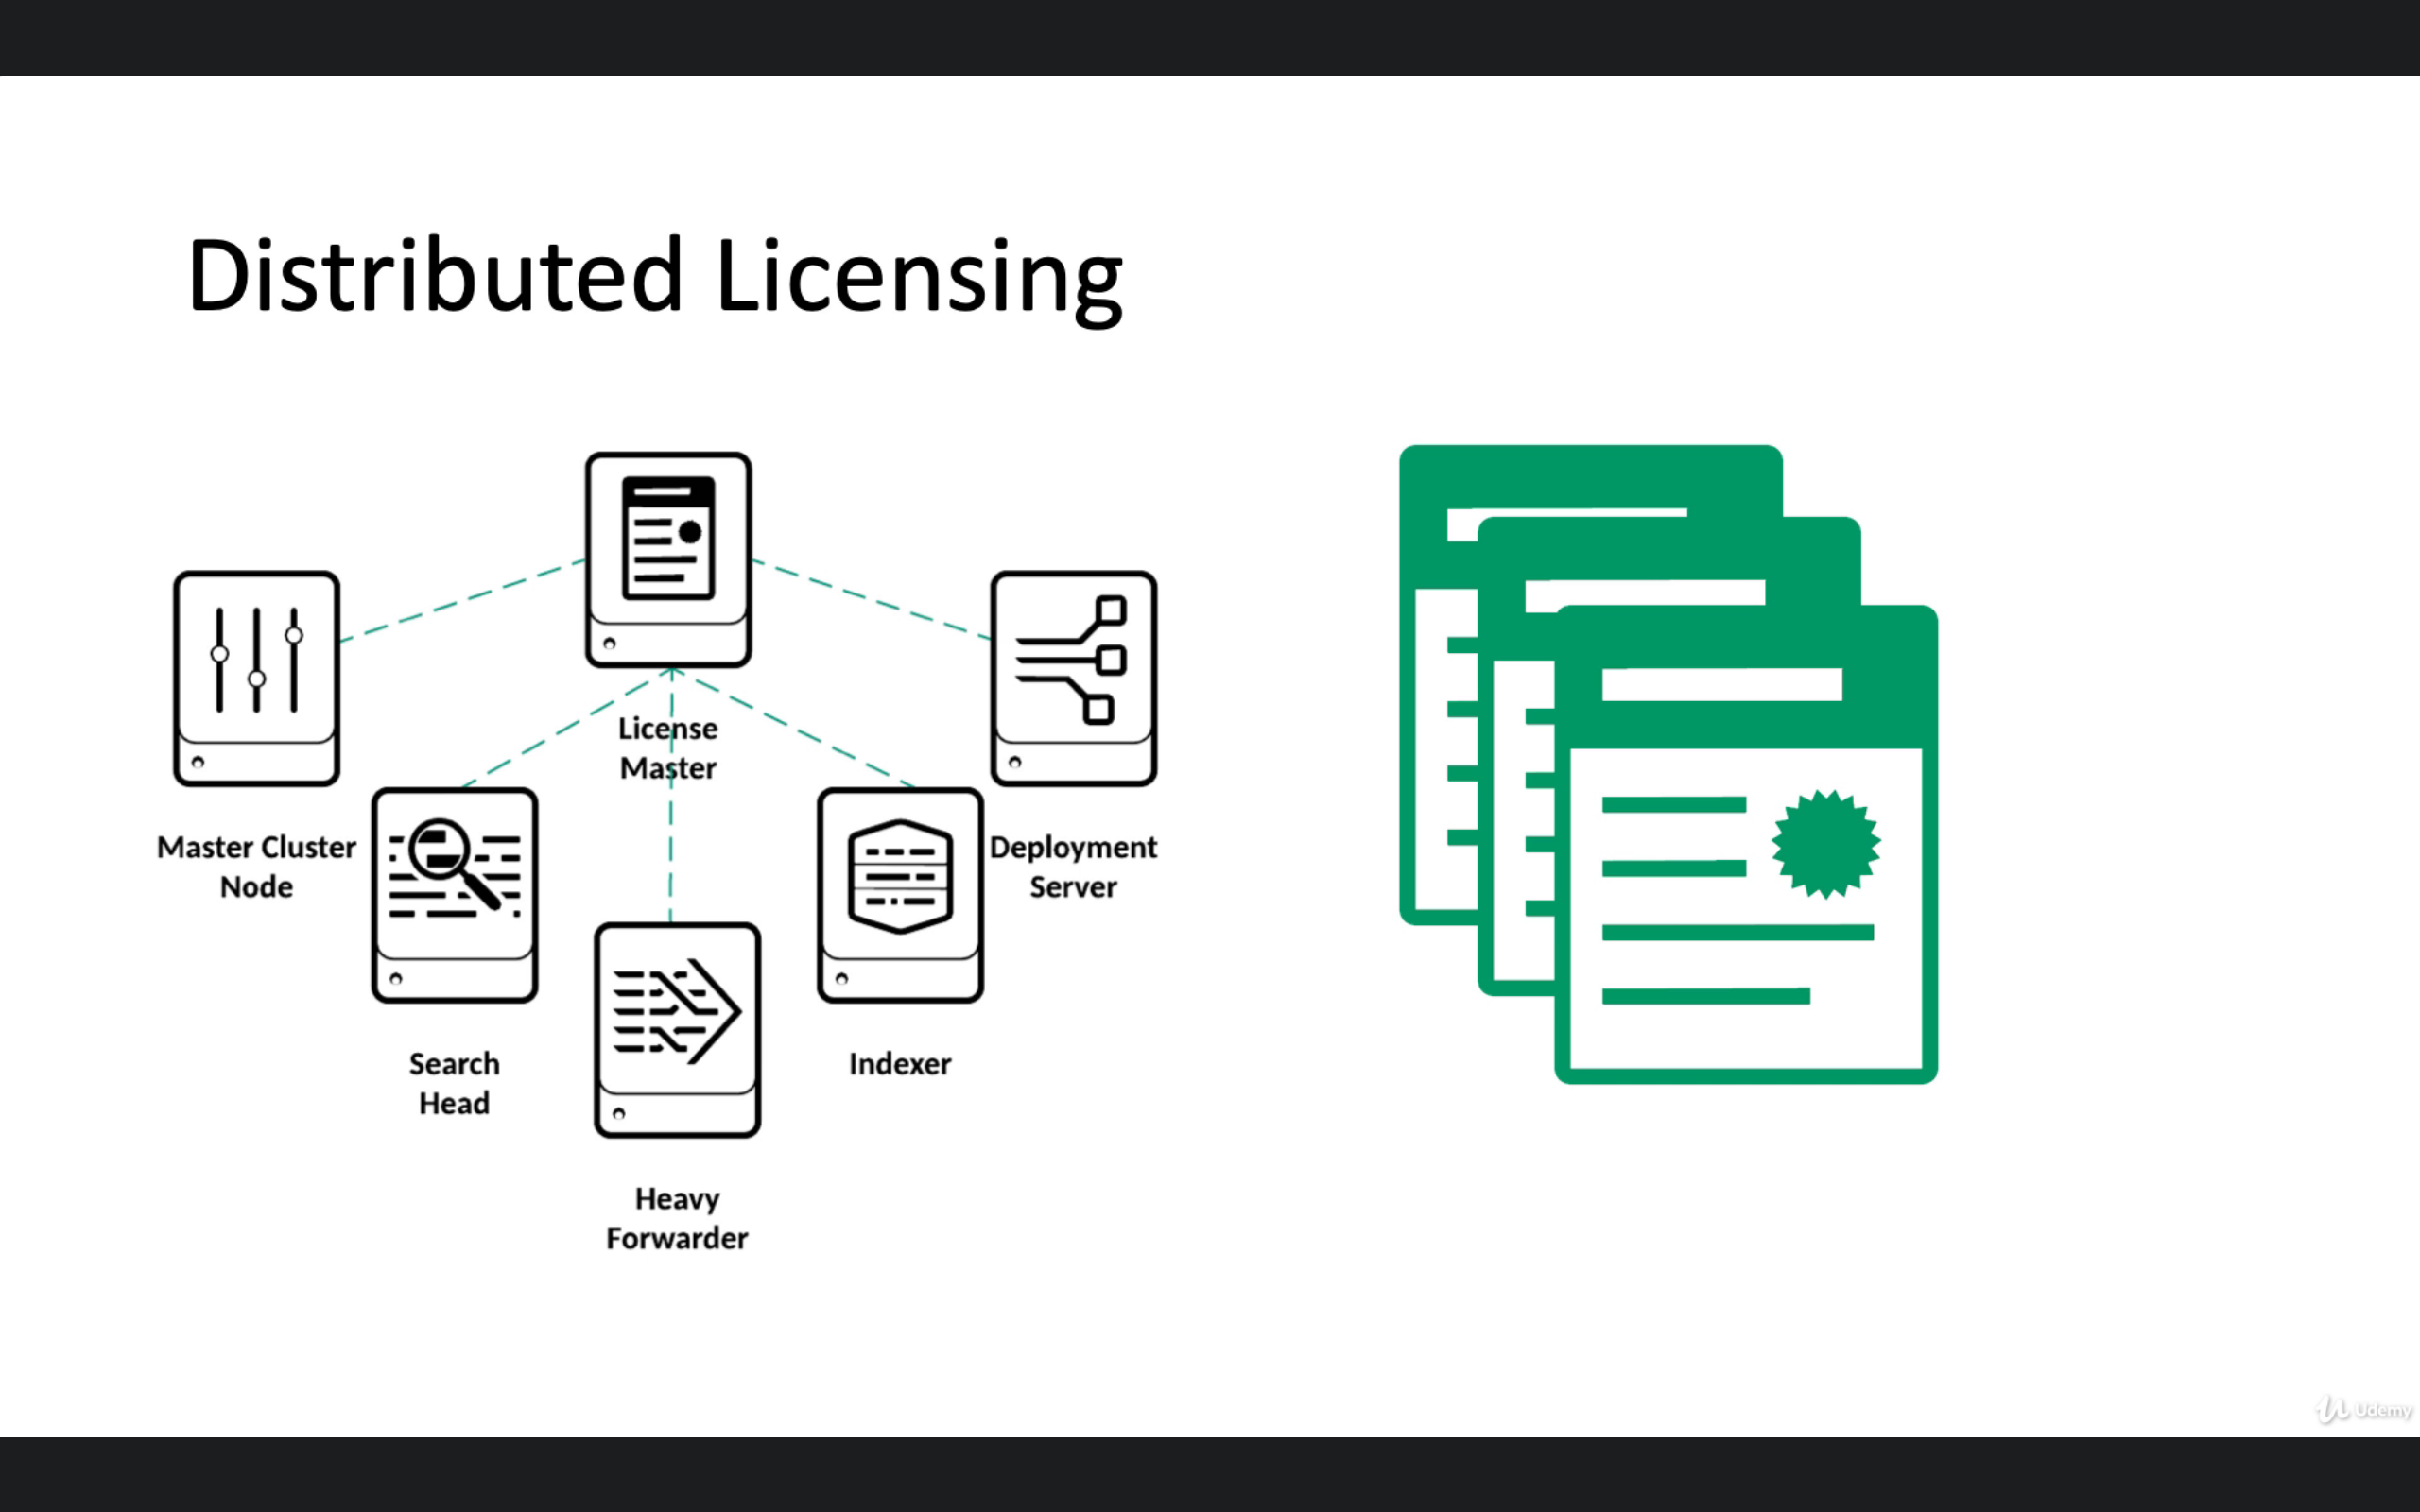 Distributed Licensing
License
Master
Master Cluster
Node
Deployment
Server
Search
Head
Indexer
Heavy
Forwarder
Udemy